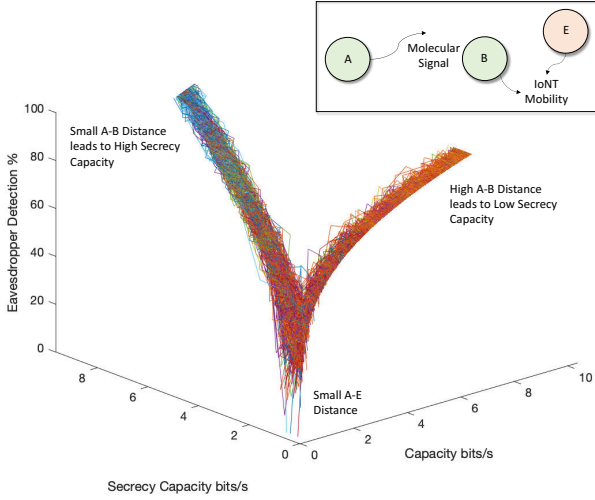 A
Molecular
Signal
B
E
IoNT
Mobility
Small A-B Distance
leads to High Secrecy
Capacity
High A-B Distance
leads to Low Secrecy
Capacity
Small A-E
Distance
Eavesdropper Detection %
100
80
60
40
20
0
8
6
4
2
0
Secrecy Capacity bits/s
0
2
4
6
8
10
Capacity bits/s